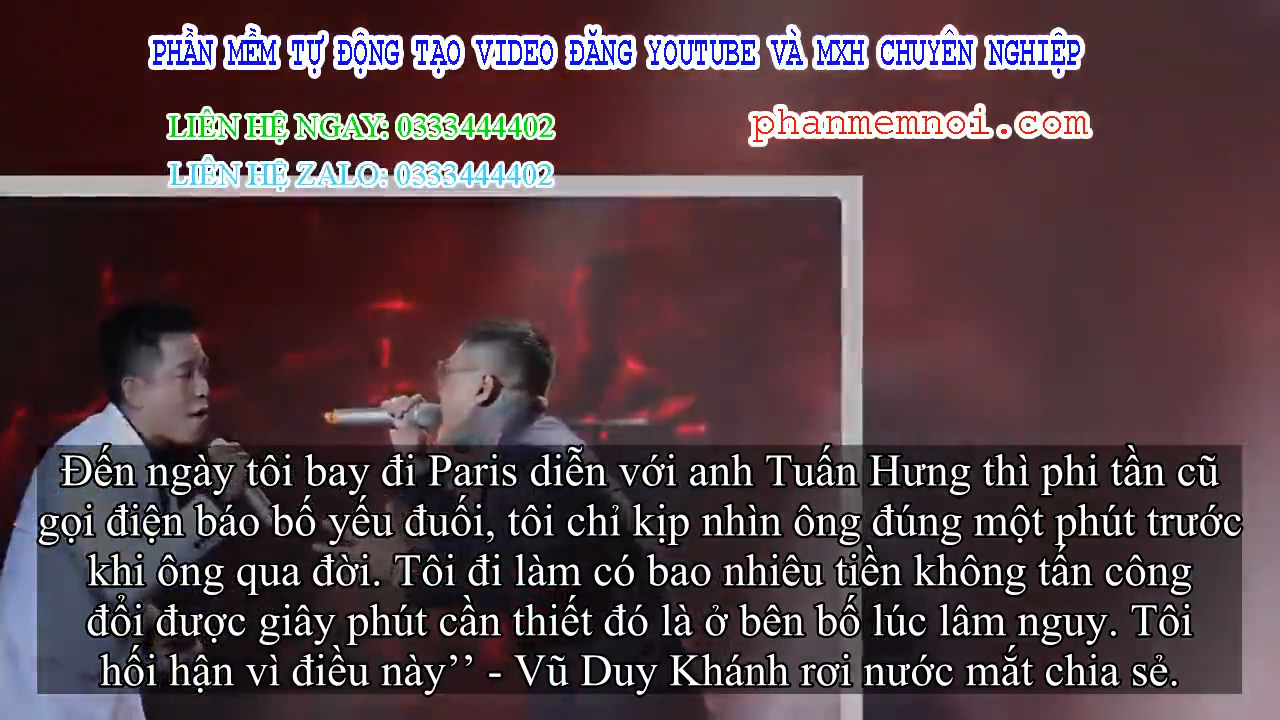 PHẦN MỀM TỰ ĐỘNG TẠO VIDEO ĐĂNG YOUTUBE VÀ MXH CHUYÊN NGHIỆP
LIÊN HỆ NGAY: 0333444402
phanmemnoi.com
LIÊN HỆ ZALO: 0333444402
Đến ngày tôi bay đi Paris diễn với anh Tuấn Hưng thì phi tần cũ
gọi điện báo bố yếu đuối, tôi chỉ kịp nhìn ông đúng một phút trước
khi ông qua đời. Tôi đi làm có bao nhiêu tiền không tấn công
đổi được giây phút cần thiết đó là ở bên bố lúc lâm nguy. Tôi
hối hận vì điều này’’ - Vũ Duy Khánh rơi nước mắt chia sẻ.